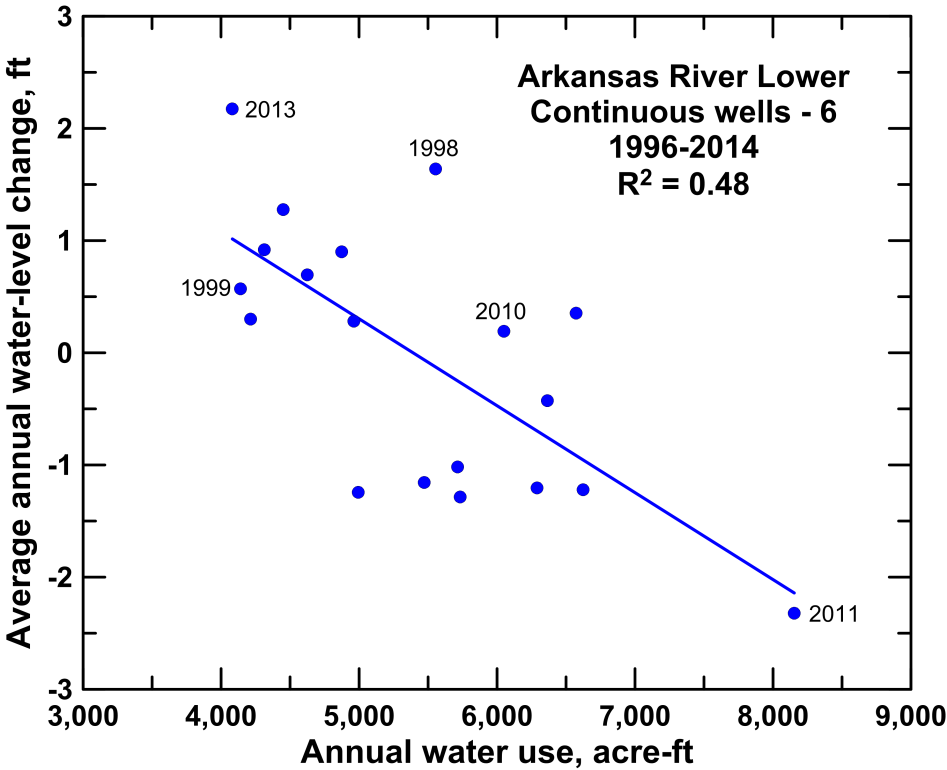 3
2
1
0
-1
-2
-3
Average annual water-level change, ft
Arkansas River Lower
Continuous wells - 6
1996-2014
R² = 0.48
2013
1998
1999
2010
2011
3,000 4,000 5,000 6,000 7,000 8,000 9,000
Annual water use, acre-ft